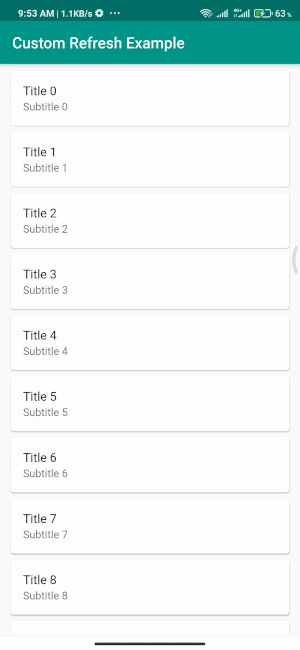 9:53 AM | 1.1KB/s ... 63%
Custom Refresh Example
Title 0
Subtitle 0
Title 1
Subtitle 1
Title 2
Subtitle 2
Title 3
Subtitle 3
Title 4
Subtitle 4
Title 5
Subtitle 5
Title 6
Subtitle 6
Title 7
Subtitle 7
Title 8
Subtitle 8